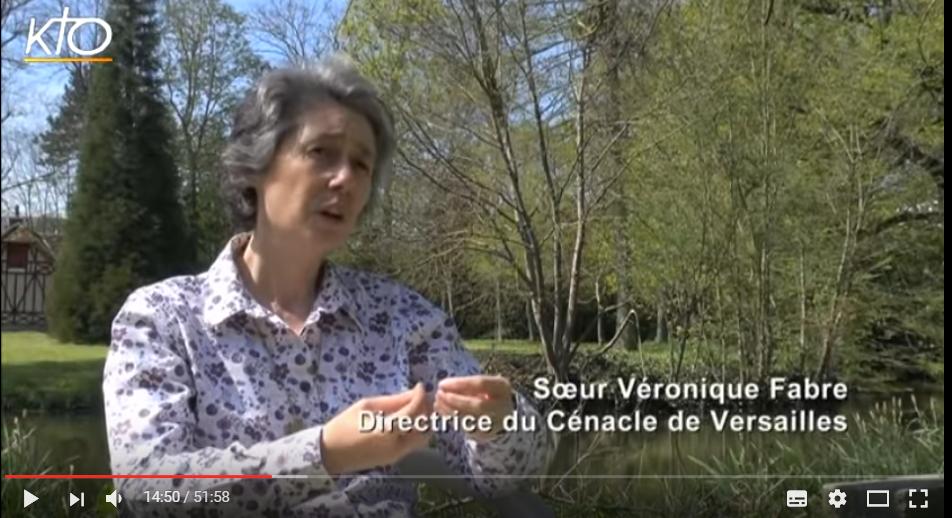 KTO
Sœur Véronique Fabre
Directrice du Cénacle de Versailles
14:50 / 51:58